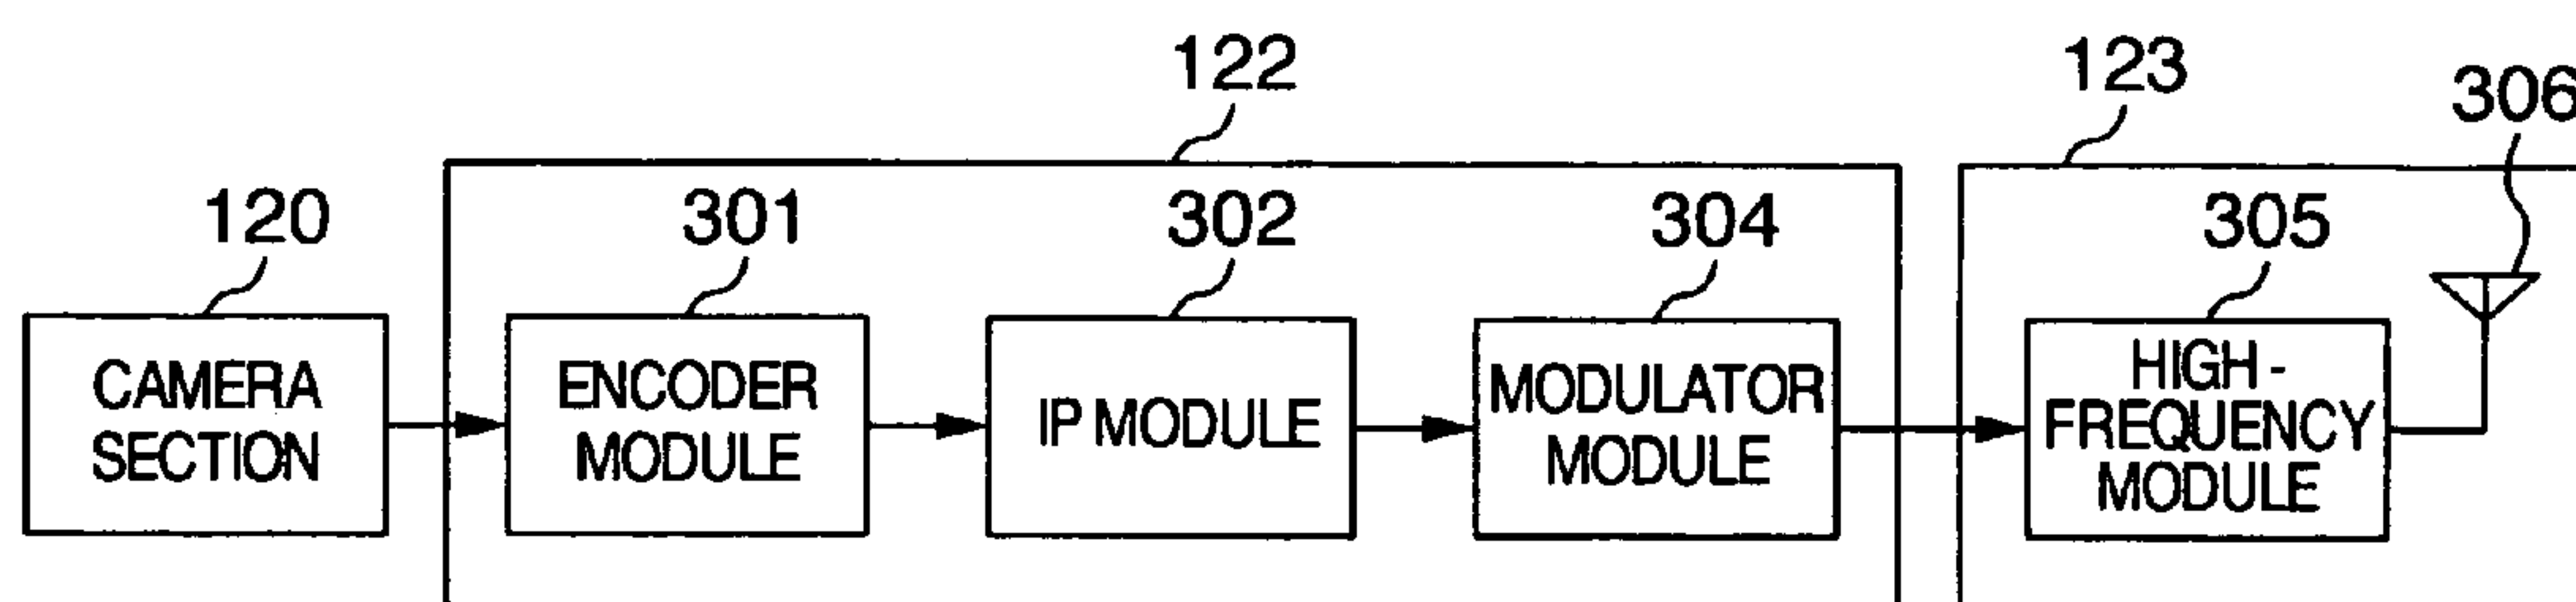 122
123
306
120
301
302
304
305
CAMERA
SECTION
ENCODER
MODULE
IP MODULE
MODULATOR
MODULE
HIGH-
FREQUENCY
MODULE